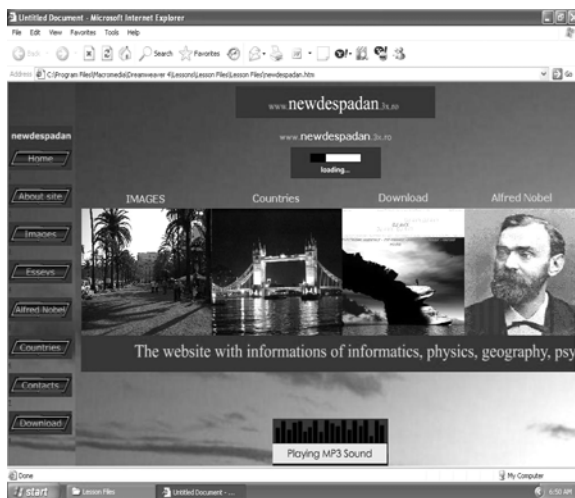 Untitled Document - Microsoft Internet Explorer
File Edit View Favorites Tools Help
Back Search Favorites
Address C:\Program Files\Macromedia\Dreamweaver 4\Lessons\Lesson Files\Lesson Files\newdespadan.htm Go
www.newdespadan.3x.ro
newdespadan
www.newdespadan.3x.ro
loading...
Home
About site
Images
Esseys
Alfred Nobel
Countries
Contacts
Download
IMAGES Countries Download Alfred Nobel
The website with informations of informatics, physics, geography, psy
Playing MP3 Sound
Done My Computer
start Lesson Files Untitled Document - ... 6:50 AM